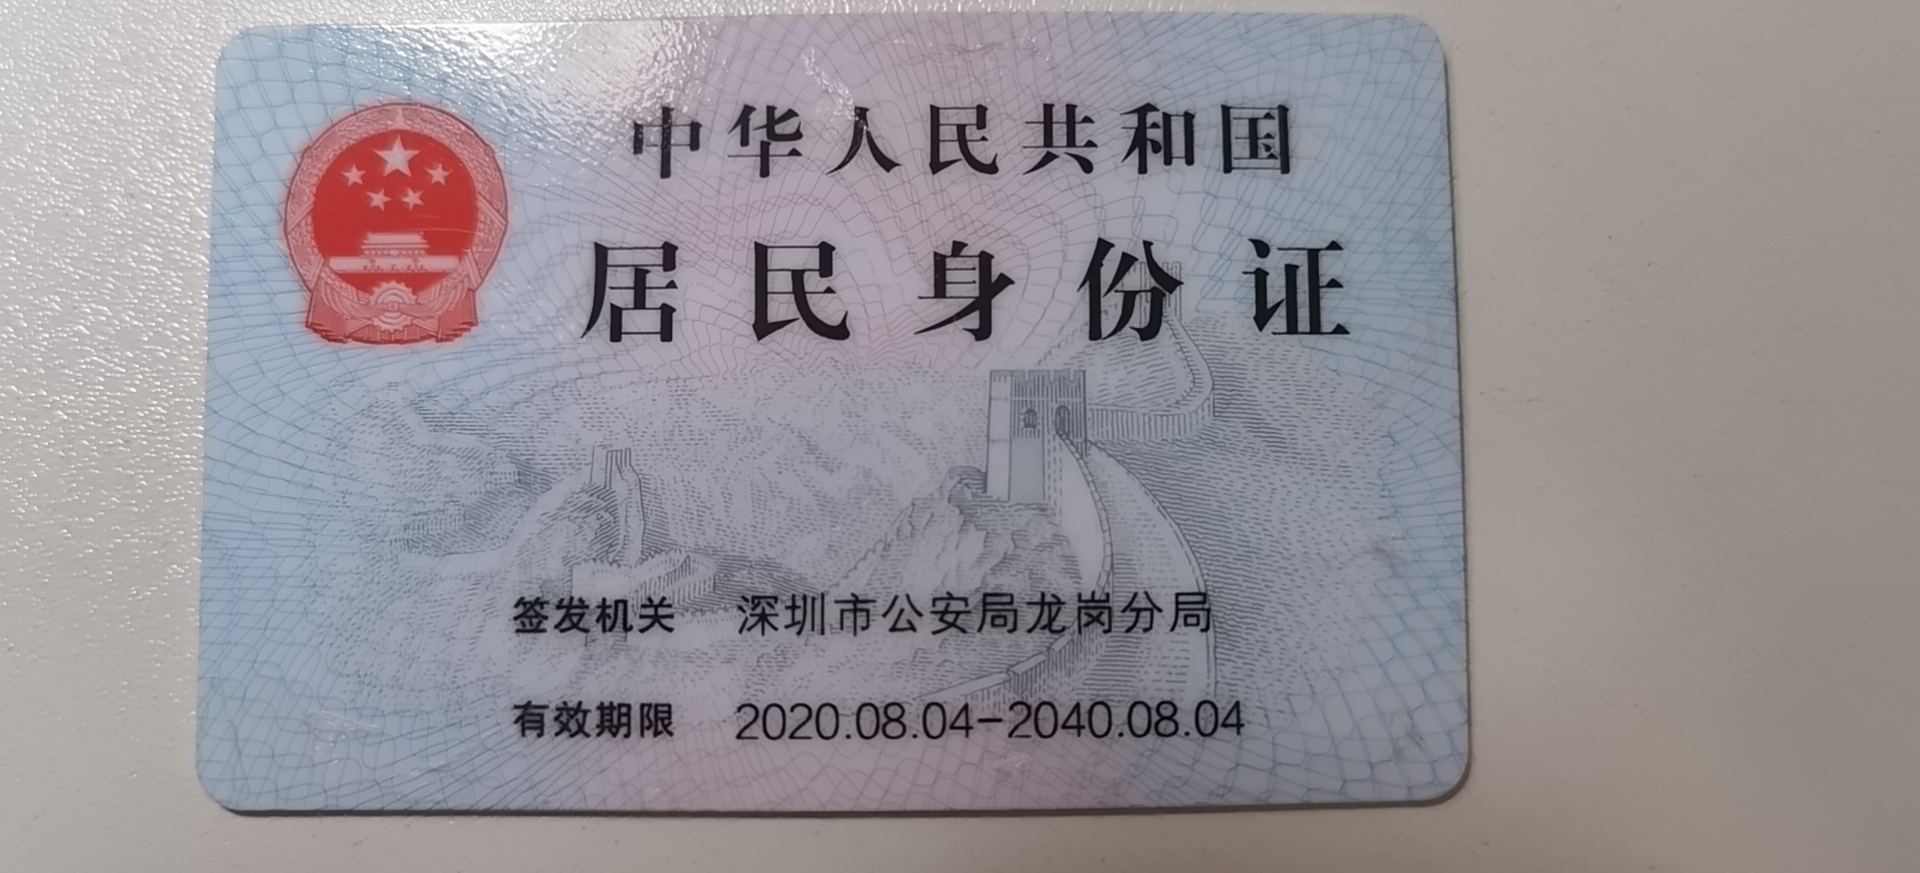 中华人民共和国
居民身份证
签发机关 深圳市公安局龙岗分局
有效期限 2020.08.04-2040.08.04